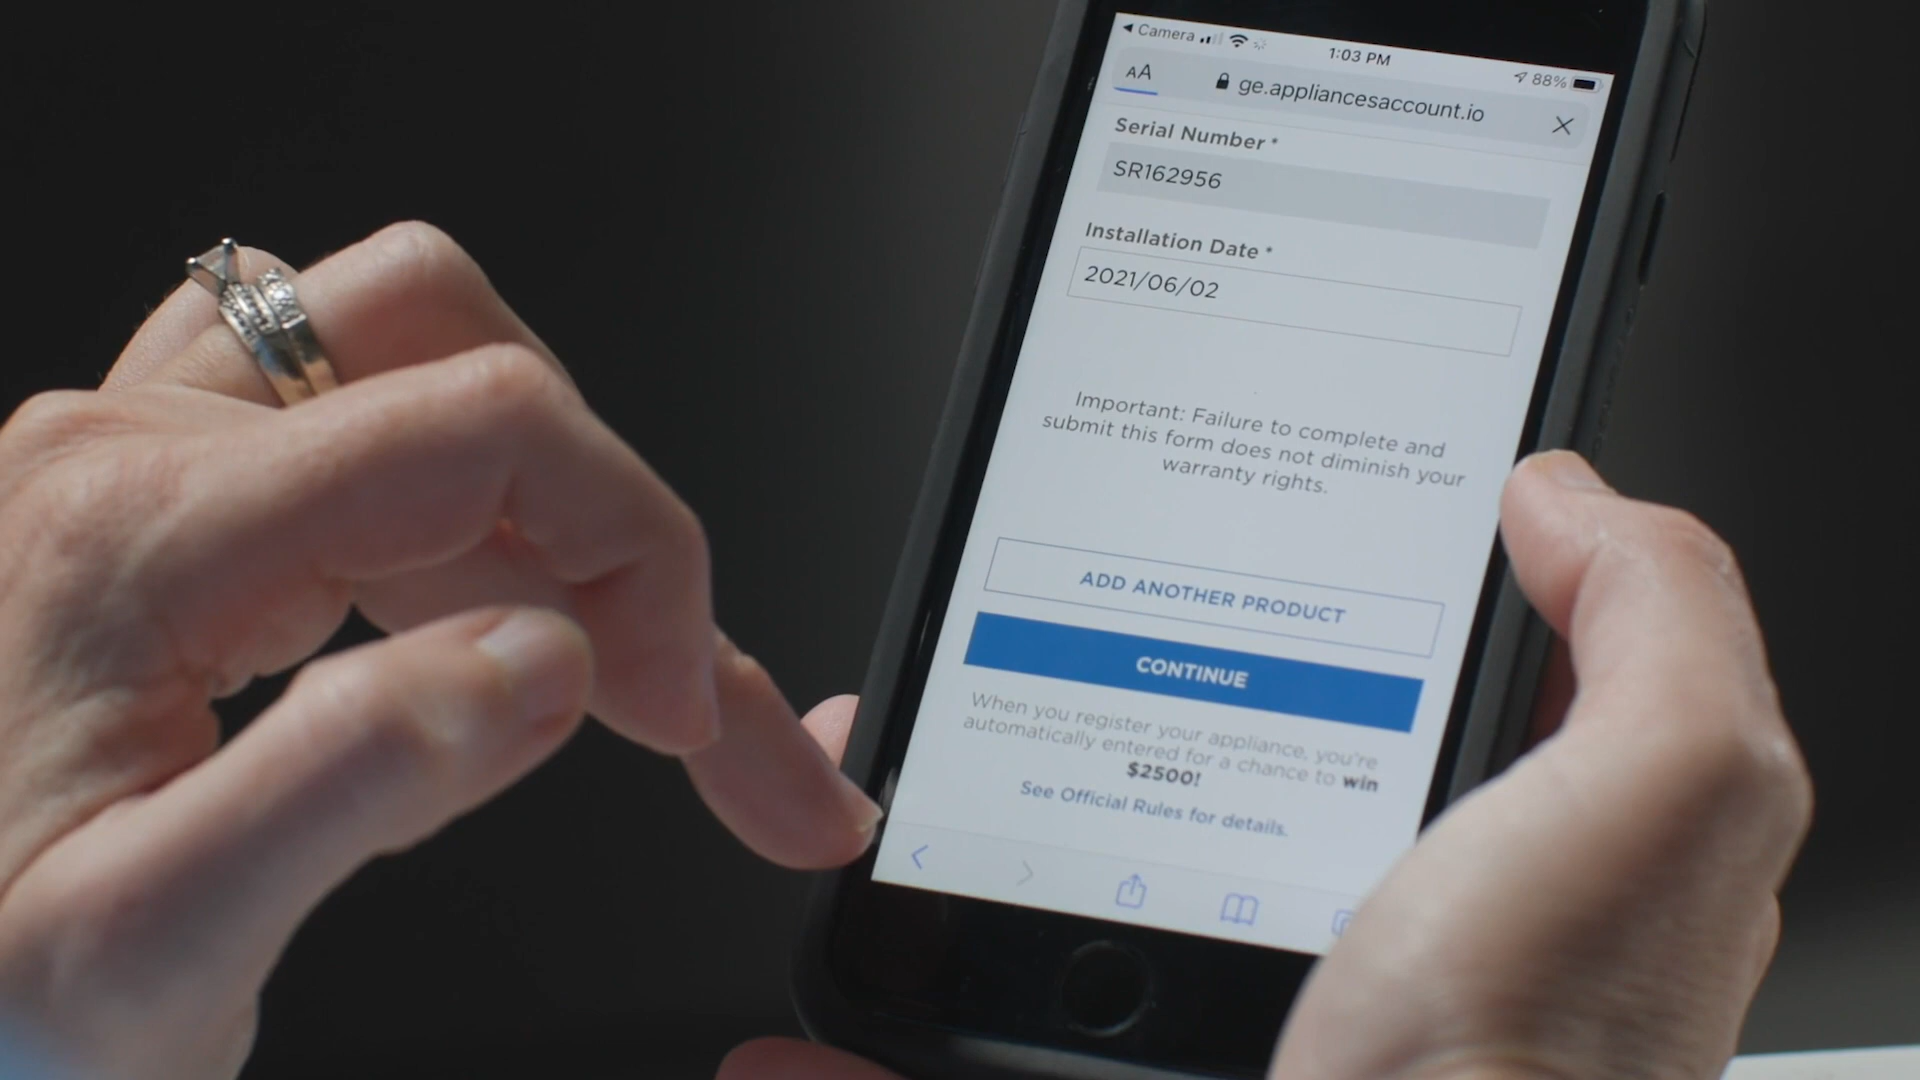 Camera
1:03 PM
88%
AA
ge.appliancesaccount.io
Serial Number *
SR162956
Installation Date *
2021/06/02
Important: Failure to complete and
submit this form does not diminish your
warranty rights.
ADD ANOTHER PRODUCT
CONTINUE
When you register your appliance, you're
automatically entered for a chance to win
$2500!
See Official Rules for details.